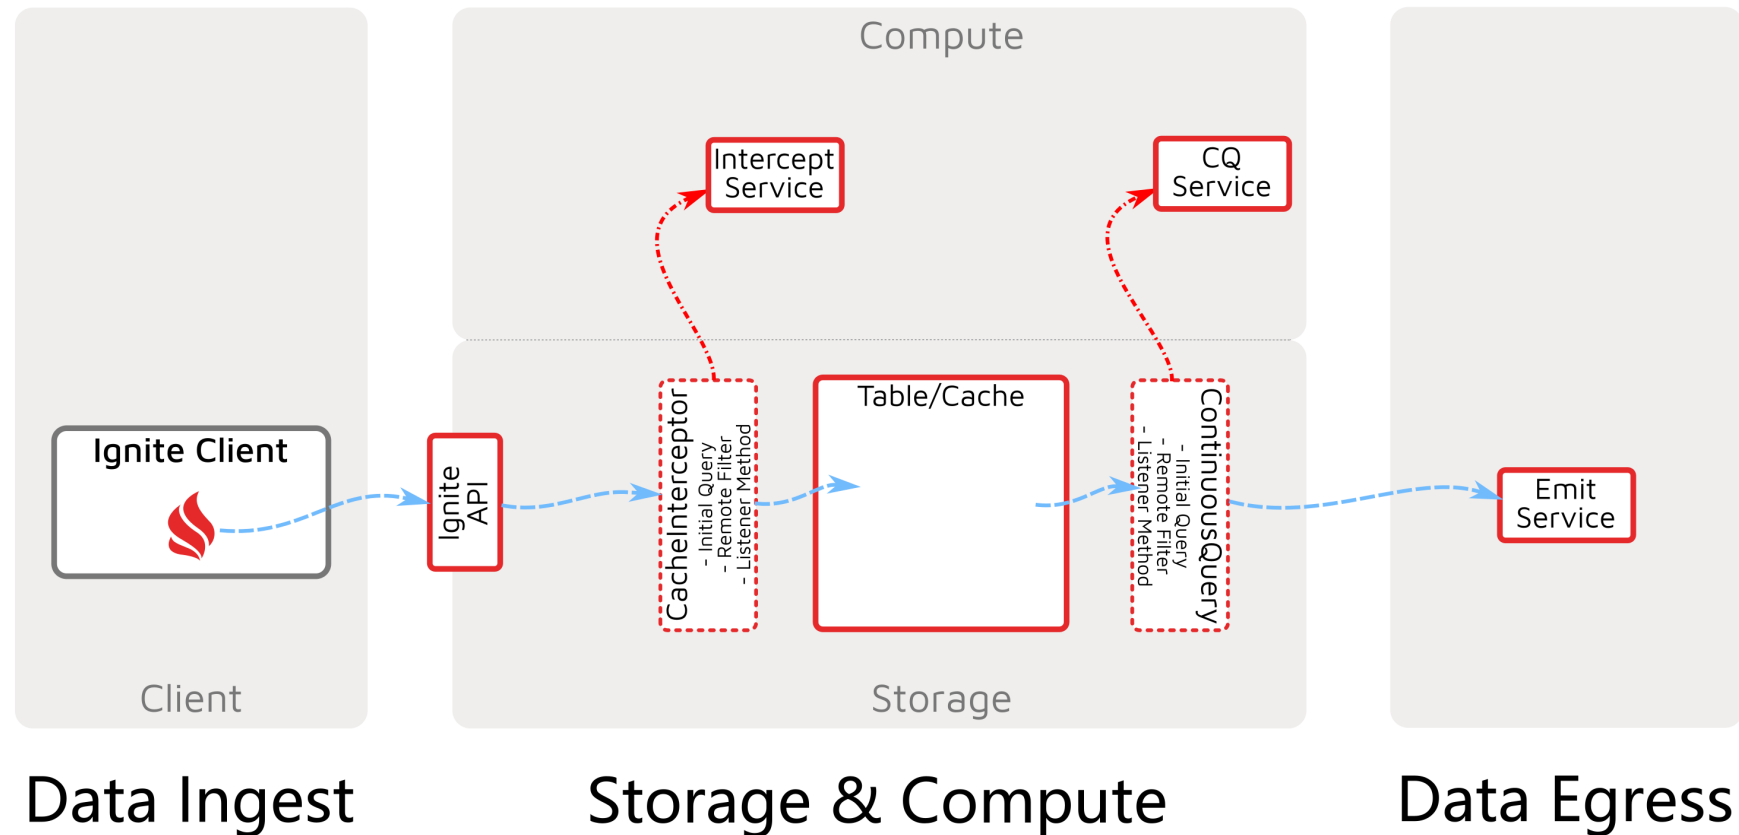 Compute
Intercept
Service
CQ
Service
Ignite Client
Ignite
API
CacheInterceptor
- Initial Query
- Remote Filter
- Listener Method
Table/Cache
ContinuousQuery
- Initial Query
- Remote Filter
- Listener Method
Emit
Service
Client
Storage
Data Ingest
Storage & Compute
Data Egress